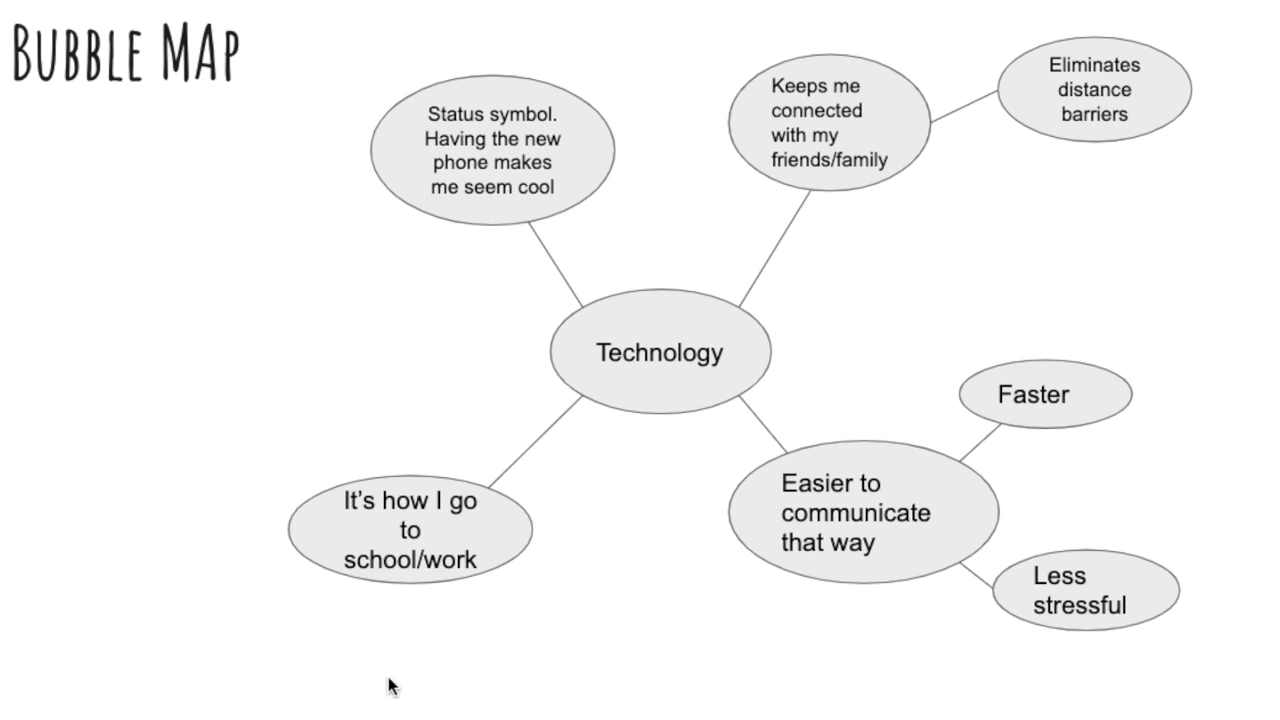 BUBBLE MAP
Status symbol.
Having the new
phone makes
me seem cool
Keeps me
connected
with my
friends/family
Eliminates
distance
barriers
Technology
It's how I go
to
school/work
Easier to
communicate
that way
Faster
Less
stressful